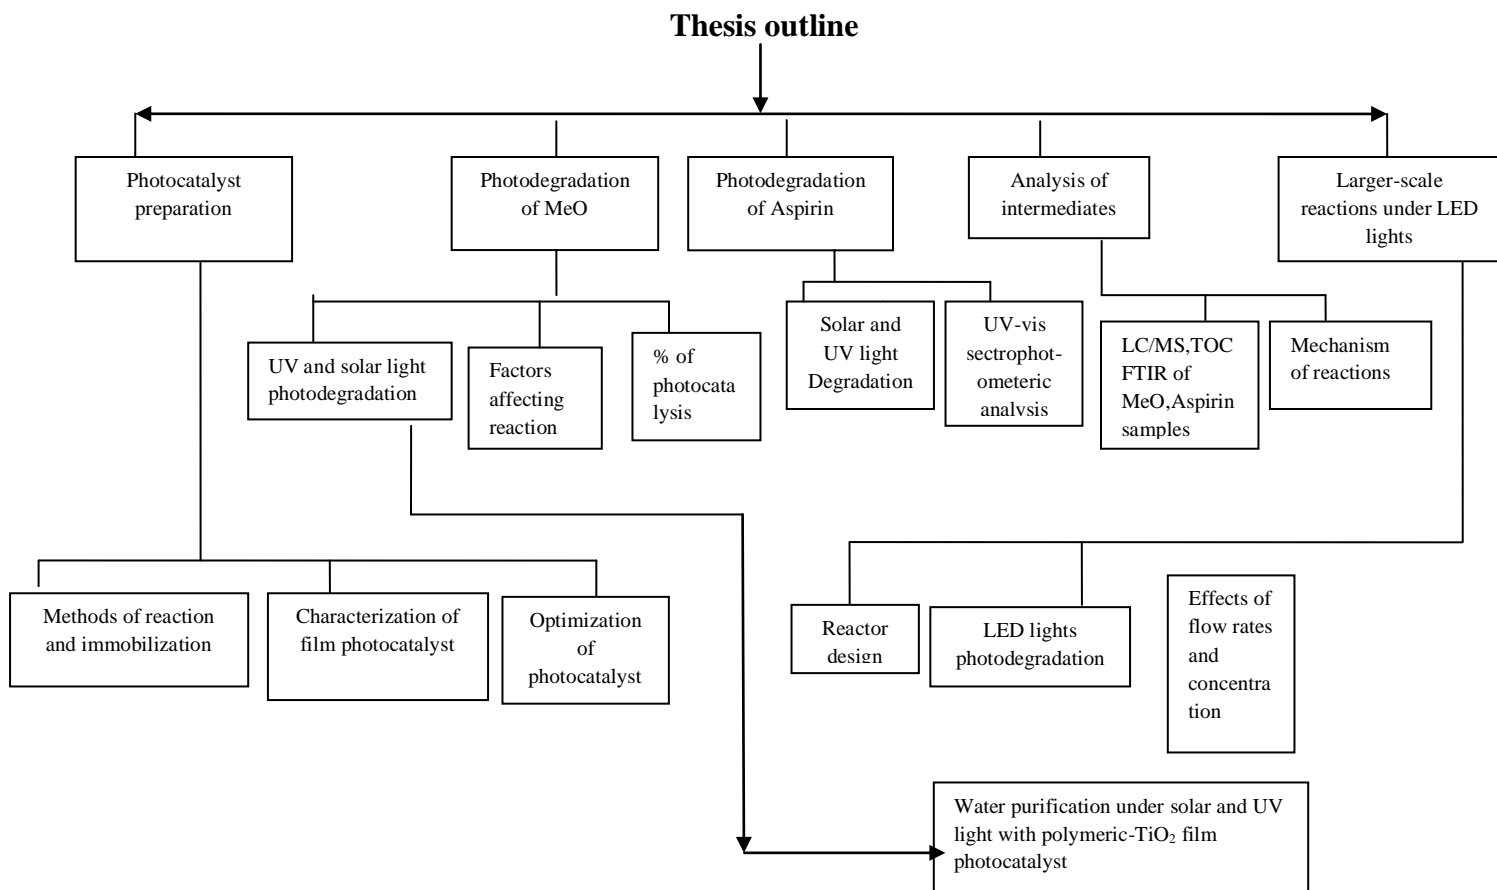 Thesis outline
Photocatalyst
preparation
Photodegradation
of MeO
Photodegradation
of Aspirin
Analysis of
intermediates
Larger-scale
reactions under LED
lights
UV and solar light
photodegradation
Factors
affecting
reaction
% of
photocata
lysis
Solar and
UV light
Degradation
UV-vis
sectrophot-
ometeric
analysis
LC/MS,TOC
FTIR of
MeO,Aspirin
samples
Mechanism
of reactions
Methods of reaction
and immobilization
Characterization of
film photocatalyst
Optimization
of
photocatalyst
Reactor
design
LED lights
photodegradation
Effects of
flow rates
and
concentra
tion
Water purification under solar and UV
light with polymeric-TiO₂ film
photocatalyst